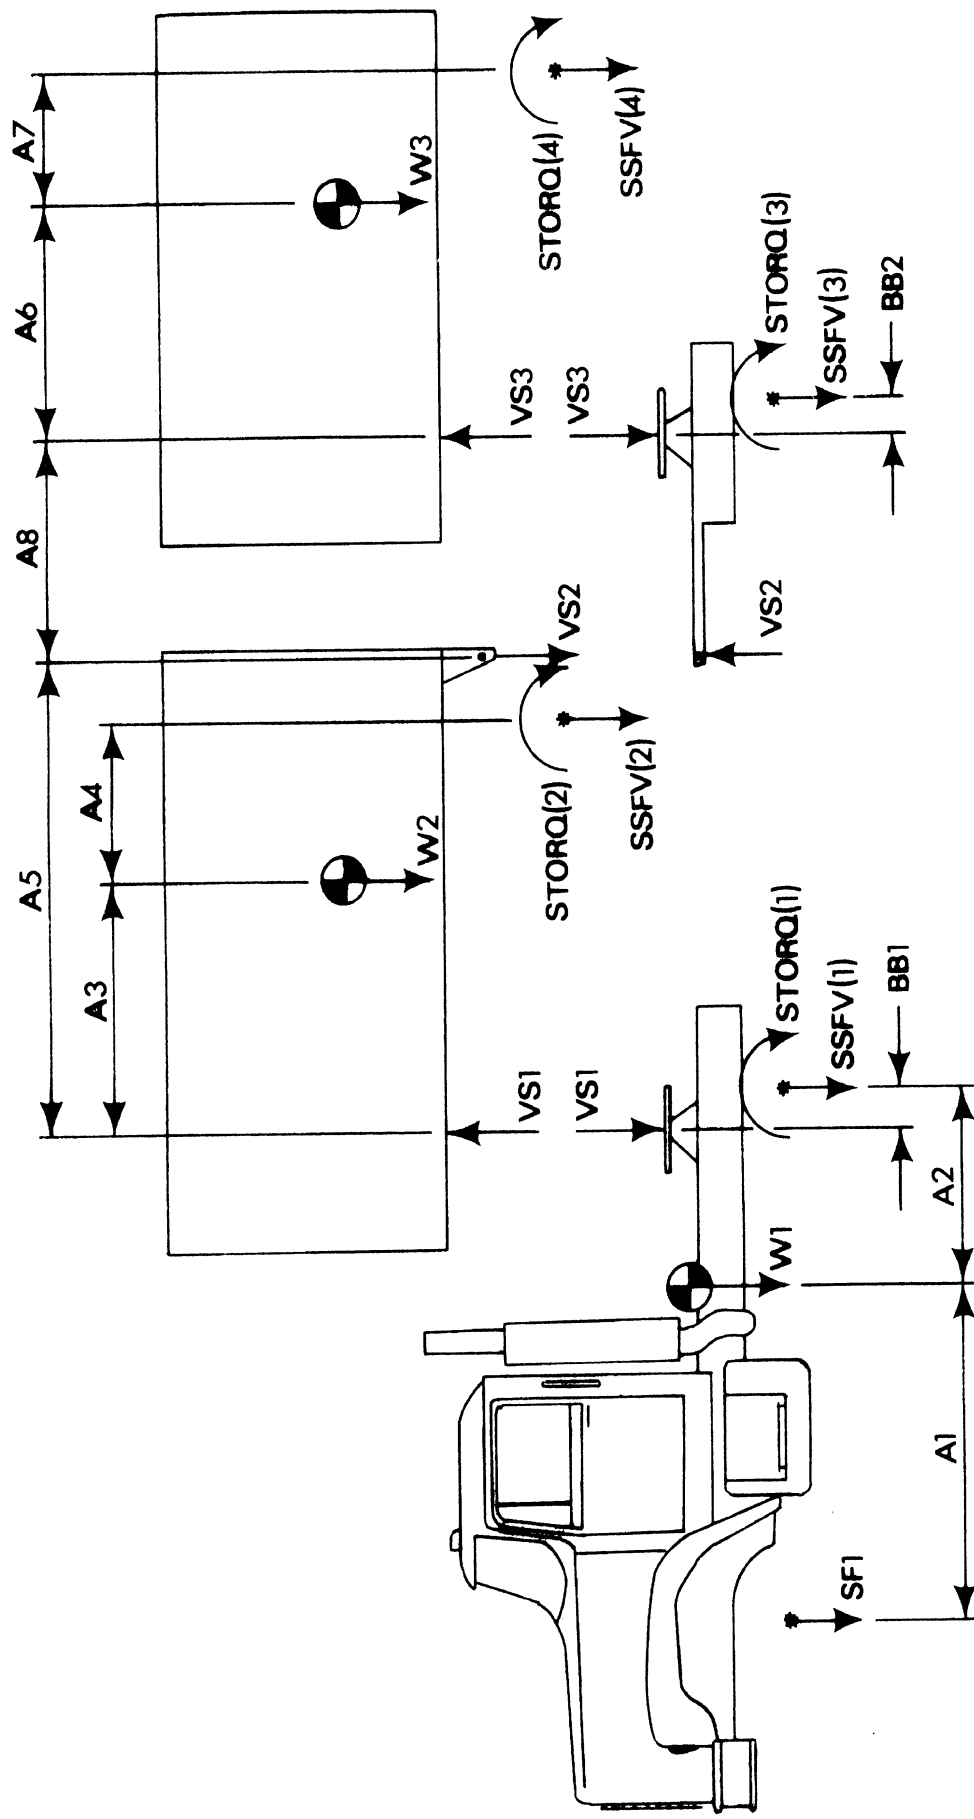 A7
A6
A8
A5
A4
A3
W3
STORQ(4)
SSFV(4)
VS3
VS3
STORQ(3)
SSFV(3)
BB2
VS2
VS2
W2
STORQ(2)
SSFV(2)
VS1
VS1
STORQ(1)
SSFV(1)
BB1
A2
W1
A1
SF1